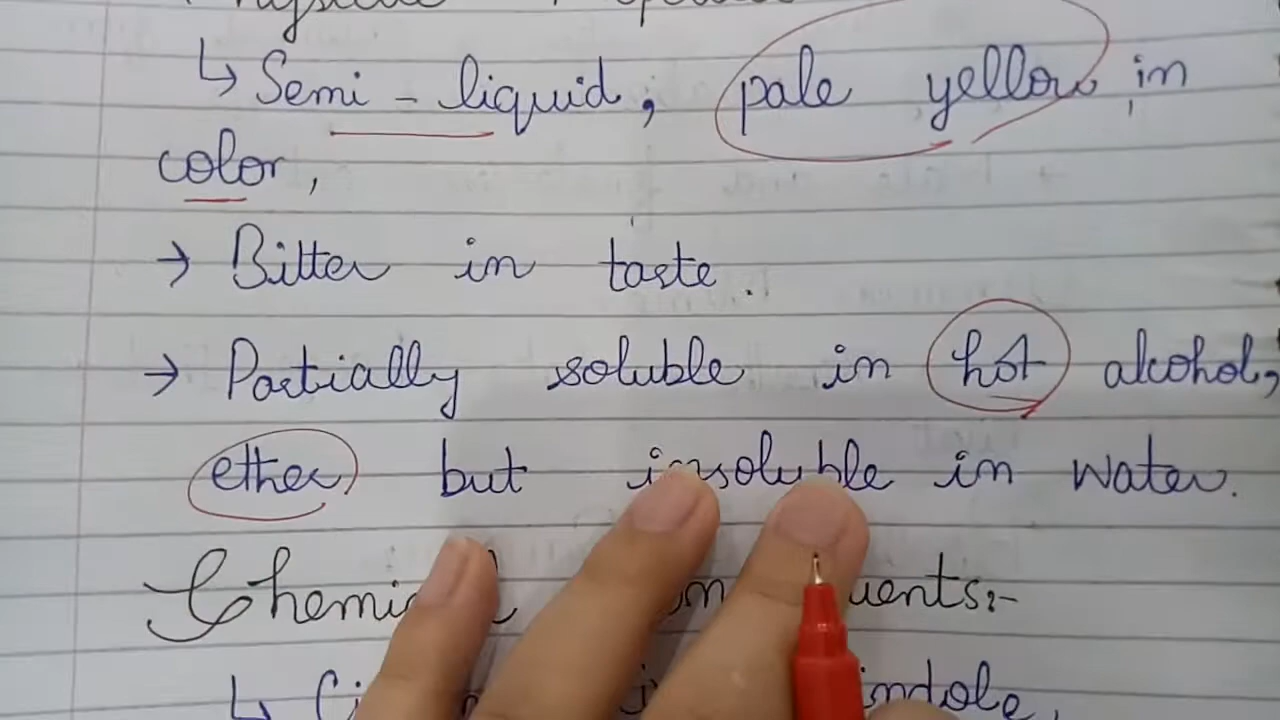 ↳ Semi-liquid, pale yellow in
color,
→ Bitter in taste.
→ Partially soluble in hot alcohol,
ether but insoluble in water.
indole,